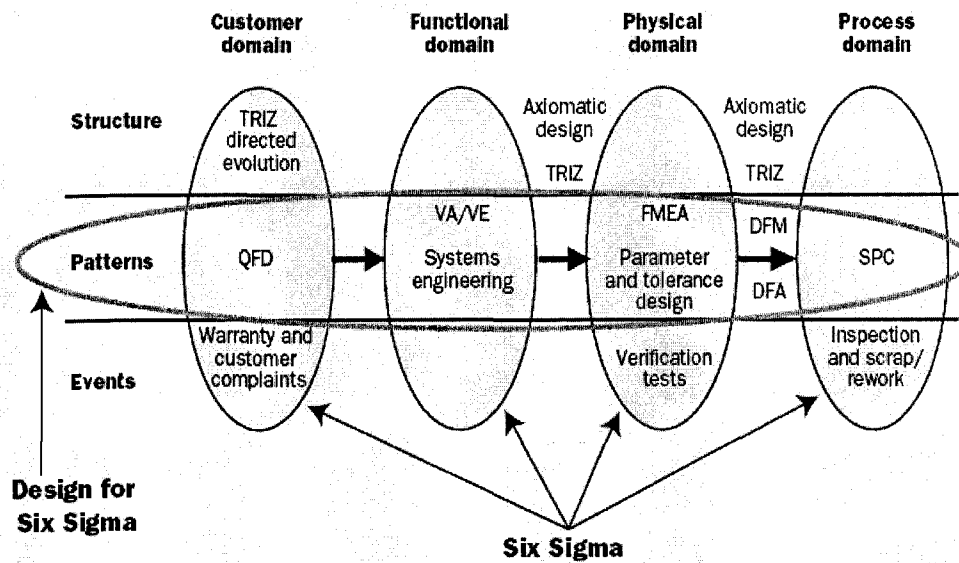 Customer
domain
Functional
domain
Physical
domain
Process
domain
Structure
TRIZ
directed
evolution
Axiomatic
design
TRIZ
Axiomatic
design
TRIZ
Patterns
QFD
VA/VE
Systems
engineering
FMEA
Parameter
and tolerance
design
DFM
DFA
SPC
Events
Warranty and
customer
complaints
Verification
tests
Inspection
and scrap/
rework
Design for
Six Sigma
Six Sigma